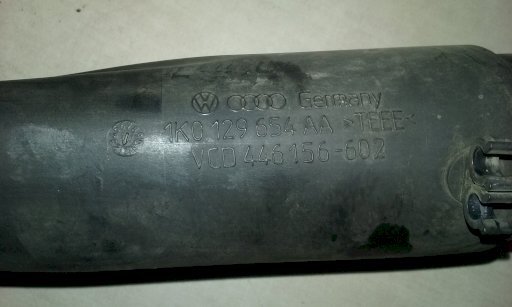 Germany
1K0 129 654 AA >TEEE<
VCD 446156-602